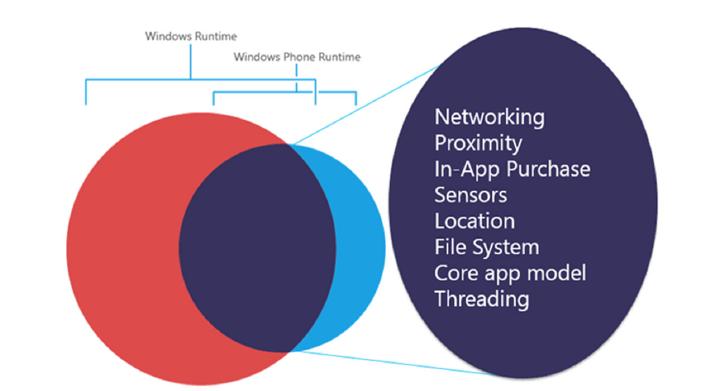 Windows Runtime
Windows Phone Runtime
Networking
Proximity
In-App Purchase
Sensors
Location
File System
Core app model
Threading